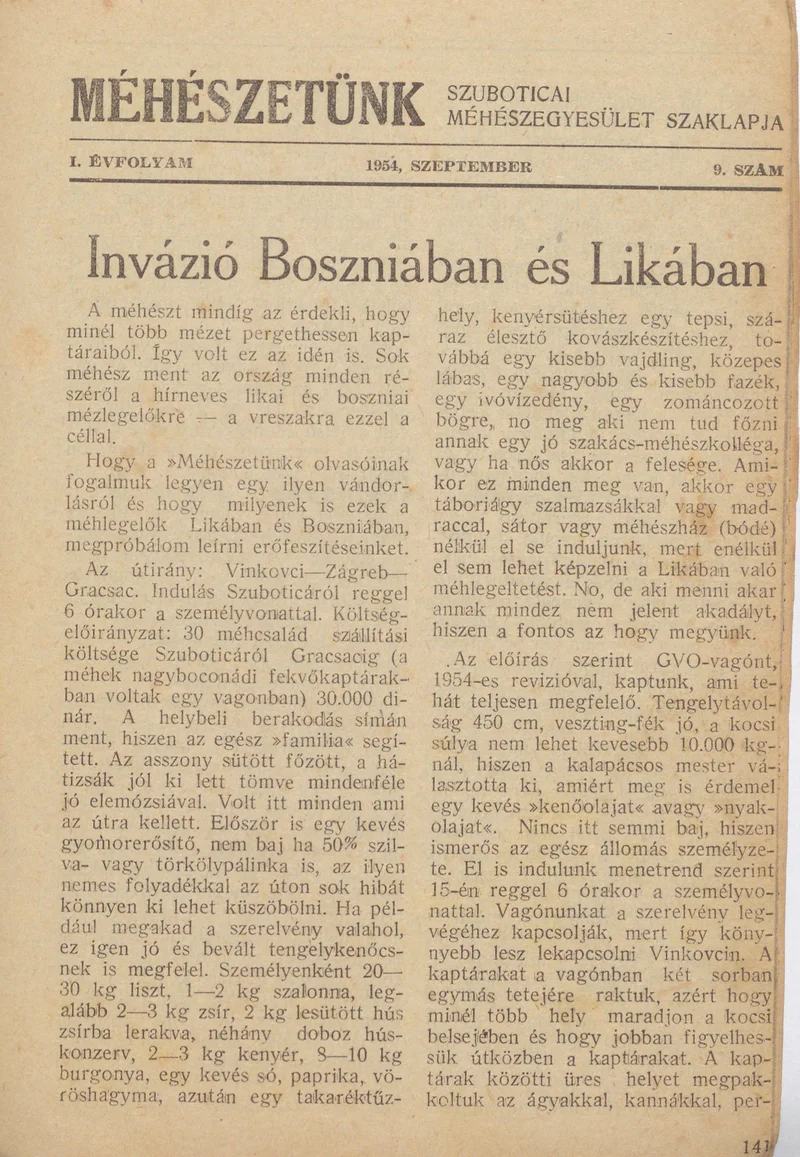 MÉHÉSZETÜNK
SZUBOTICAI
MÉHÉSZEGYESÜLET SZAKLAPJA
I. ÉVFOLYAM
1954, SZEPTEMBER
9. SZÁM
Invázió Boszniában és Likában
A méhészt mindíg az érdekli, hogy
minél több mézet pergethessen kap-
táraiból. Így volt ez az idén is. Sok
méhész ment az ország minden ré-
széről a hírneves likai és boszniai
mézlegelőkre — a vreszakra ezzel a
céllal.
Hogy a »Méhészetünk« olvasóinak
fogalmuk legyen egy ilyen vándor-
lásról és hogy milyenek is ezek a
méhlegelők Likában és Boszniában,
megpróbálom leírni erőfeszítéseinket.
Az útirány: Vinkovci—Zágreb—
Gracsac. Indulás Szuboticáról reggel
6 órakor a személyvonattal. Költség-
előirányzat: 30 méhcsalád szállítási
költsége Szuboticáról Gracsacig (a
méhek nagyboconádi fekvőkaptárak-
ban voltak egy vagonban) 30.000 di-
nár. A helybeli berakodás símán
ment, hiszen az egész »familia« segí-
tett. Az asszony sütött főzött, a há-
tizsák jól ki lett tömve mindenféle
jó elemózsiával. Volt itt minden ami
az útra kellett. Először is egy kevés
gyomorerősítő, nem baj ha 50% szil-
va- vagy törkölypálinka is, az ilyen
nemes folyadékkal az úton sok hibát
könnyen ki lehet küszöbölni. Ha pél-
dául megakad a szerelvény valahol,
ez igen jó és bevált tengelykenőcs-
nek is megfelel. Személyenként 20—
30 kg liszt, 1—2 kg szalonna, leg-
alább 2—3 kg zsír, 2 kg lesütött hús
zsírba lerakva, néhány doboz hús-
konzerv, 2—3 kg kenyér, 8—10 kg
burgonya, egy kevés só, paprika, vö-
röshagyma, azután egy takaréktűz-
hely, kenyérsütéshez egy tepsi, szá-
raz élesztő kovászkészítéshez, to-
vábbá egy kisebb vajdling, közepes
lábas, egy nagyobb és kisebb fazék,
egy ivóvízedény, egy zománcozott
bögre, no meg aki nem tud főzni
annak egy jó szakács-méhészkolléga,
vagy ha nős akkor a felesége. Ami-
kor ez minden meg van, akkor egy
táboriágy szalmazsákkal vagy mad-
raccal, sátor vagy méhészház (bódé)
nélkül el se induljunk, mert enélkül
el sem lehet képzelni a Likában való
méhlegeltetést. No, de aki menni akar
annak mindez nem jelent akadályt,
hiszen a fontos az hogy megyünk.
Az előírás szerint GVO-vagónt,
1954-es revizióval, kaptunk, ami te-
hát teljesen megfelelő. Tengelytávol-
ság 450 cm, veszting-fék jó, a kocsi
súlya nem lehet kevesebb 10.000 kg-
nál, hiszen a kalapácsos mester vá-
lasztotta ki, amiért meg is érdemel
egy kevés »kenőolajat« avagy »nyak-
olajat«. Nincs itt semmi baj, hiszen
ismerős az egész állomás személyze-
te. El is indulunk menetrend szerint
15-én reggel 6 órakor a személyvo-
nattal. Vagónunkat a szerelvény leg-
végéhez kapcsolják, mert így köny-
nyebb lesz lekapcsolni Vinkovcin. A
kaptárakat a vagónban két sorban
egymás tetejére raktuk, azért hogy
minél több hely maradjon a kocsi
belsejében és hogy jobban figyelhes-
sük útközben a kaptárakat. A kap-
tárak közötti üres helyet megpak-
koltuk az ágyakkal, kannákkal, per-
141